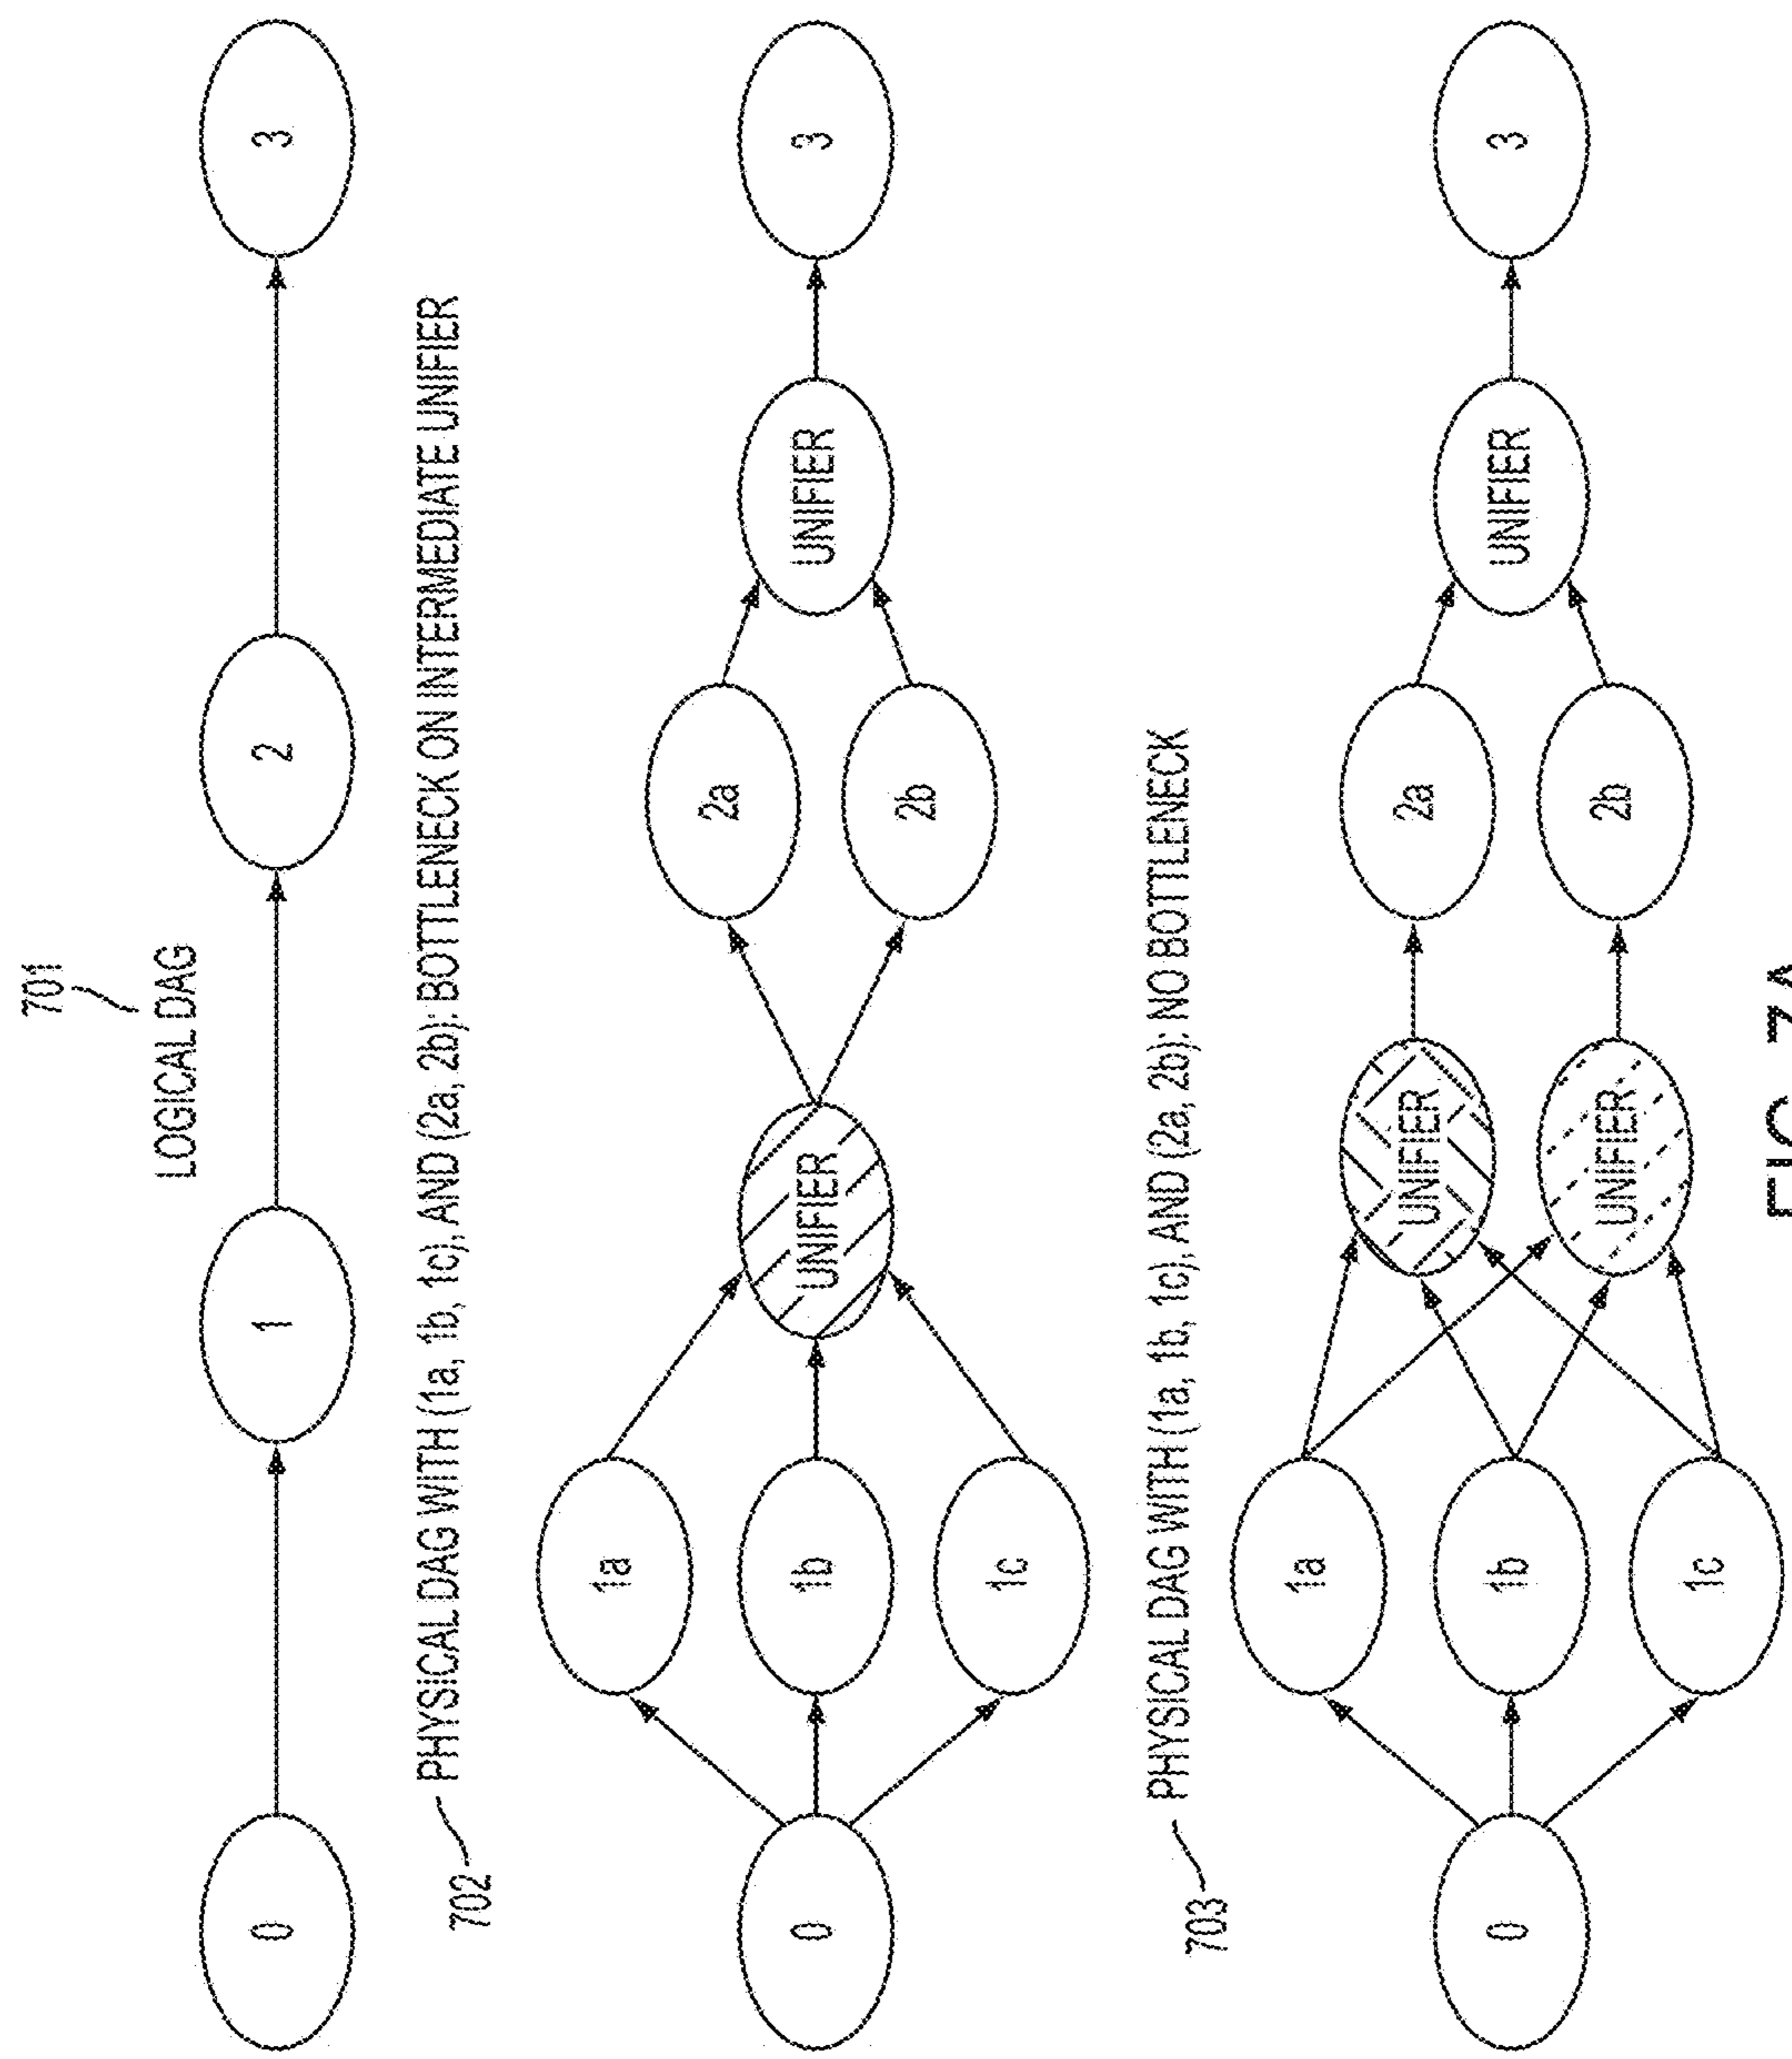 701
LOGICAL DAG
0 1 2 3
702 PHYSICAL DAG WITH (1a, 1b, 1c), AND (2a, 2b): BOTTLENECK ON INTERMEDIATE UNIFIER
1a 2a
0 1b UNIFIER UNIFIER 3
1c 2b
703 PHYSICAL DAG WITH (1a, 1b, 1c), AND (2a, 2b): NO BOTTLENECK
1a UNIFIER 2a
0 1b UNIFIER 3
1c UNIFIER 2b
FIG. 7A